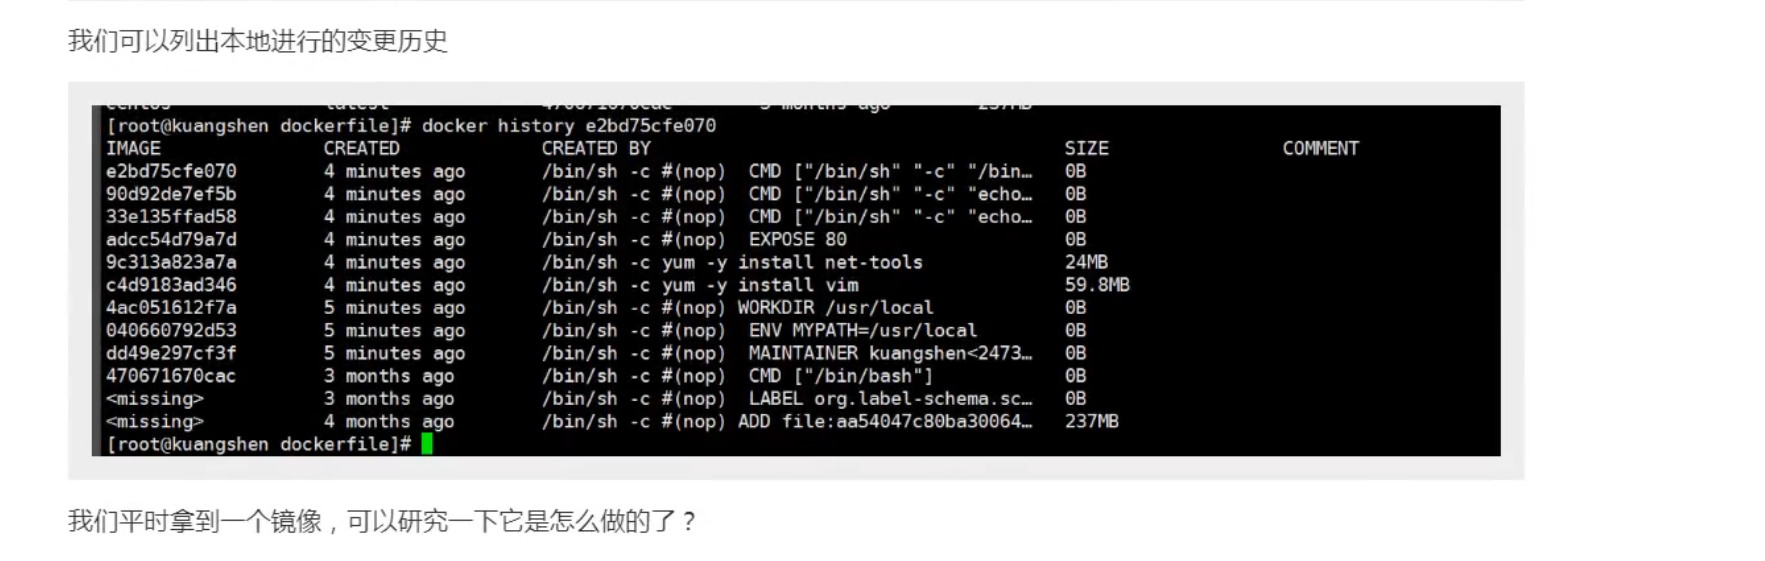 我们可以列出本地进行的变更历史
centos latest 470671670cac 3 months ago 237MB
[root@kuangshen dockerfile]# docker history e2bd75cfe070
IMAGE CREATED CREATED BY SIZE COMMENT
e2bd75cfe070 4 minutes ago /bin/sh -c #(nop) CMD ["/bin/sh" "-c" "/bin… 0B
90d92de7ef5b 4 minutes ago /bin/sh -c #(nop) CMD ["/bin/sh" "-c" "echo… 0B
33e135ffad58 4 minutes ago /bin/sh -c #(nop) CMD ["/bin/sh" "-c" "echo… 0B
adcc54d79a7d 4 minutes ago /bin/sh -c #(nop) EXPOSE 80 0B
9c313a823a7a 4 minutes ago /bin/sh -c yum -y install net-tools 24MB
c4d9183ad346 4 minutes ago /bin/sh -c yum -y install vim 59.8MB
4ac051612f7a 5 minutes ago /bin/sh -c #(nop) WORKDIR /usr/local 0B
040660792d53 5 minutes ago /bin/sh -c #(nop) ENV MYPATH=/usr/local 0B
dd49e297cf3f 5 minutes ago /bin/sh -c #(nop) MAINTAINER kuangshen<2473… 0B
470671670cac 3 months ago /bin/sh -c #(nop) CMD ["/bin/bash"] 0B
<missing> 3 months ago /bin/sh -c #(nop) LABEL org.label-schema.sc… 0B
<missing> 4 months ago /bin/sh -c #(nop) ADD file:aa54047c80ba30064… 237MB
[root@kuangshen dockerfile]#
我们平时拿到一个镜像，可以研究一下它是怎么做的了？